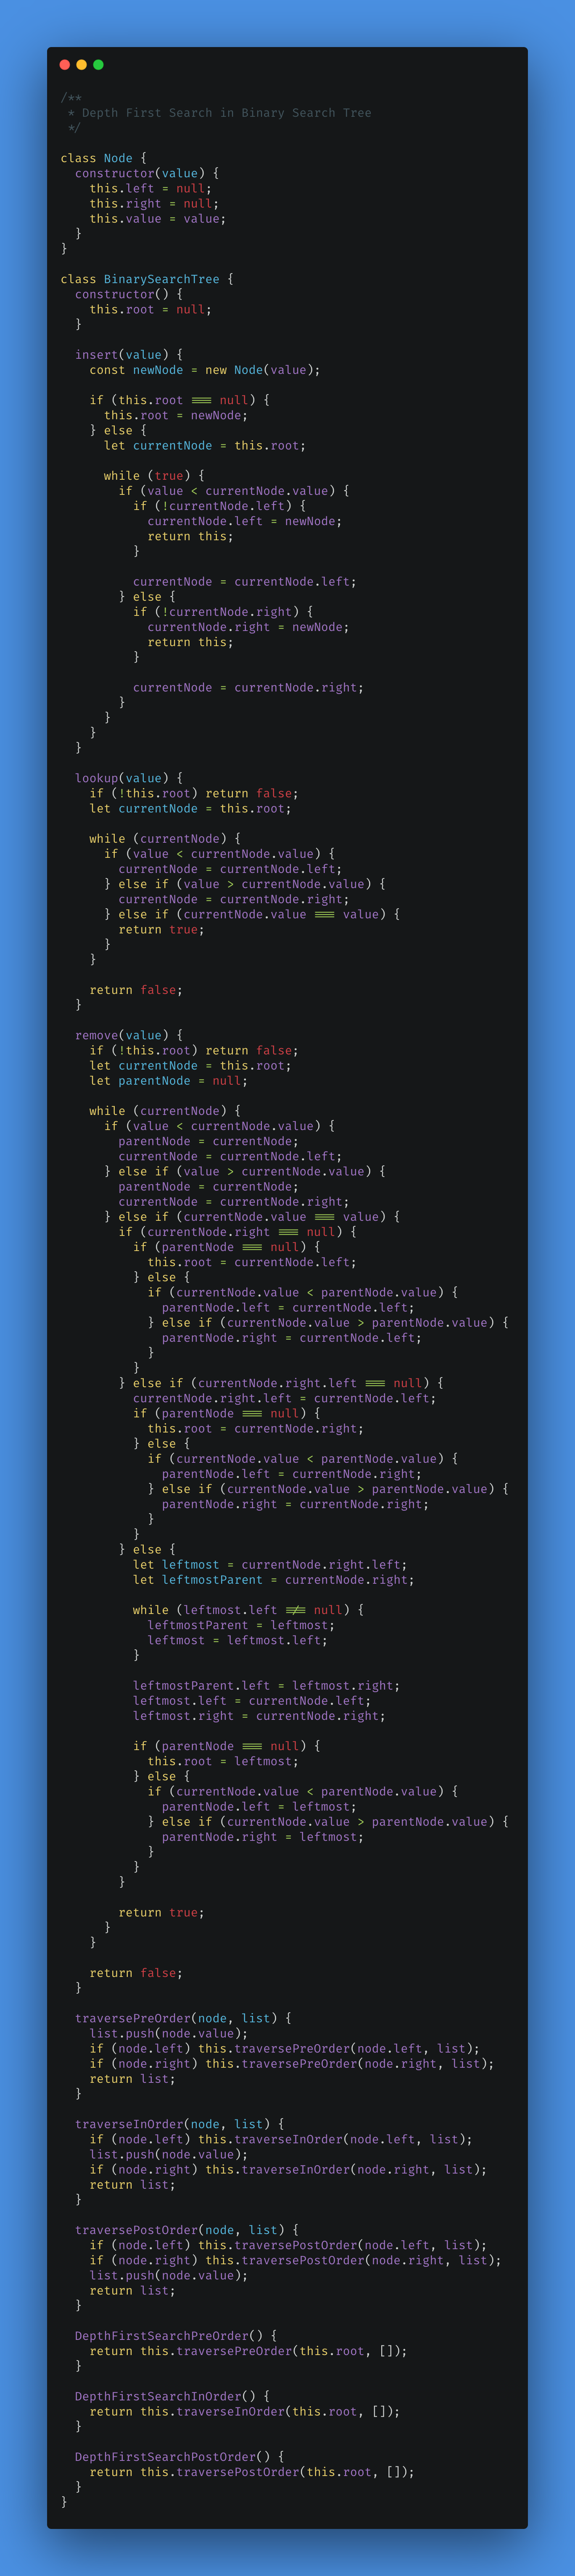 /**
 * Depth First Search in Binary Search Tree
 */

class Node {
  constructor(value) {
    this.left = null;
    this.right = null;
    this.value = value;
  }
}

class BinarySearchTree {
  constructor() {
    this.root = null;
  }

  insert(value) {
    const newNode = new Node(value);

    if (this.root === null) {
      this.root = newNode;
    } else {
      let currentNode = this.root;

      while (true) {
        if (value < currentNode.value) {
          if (!currentNode.left) {
            currentNode.left = newNode;
            return this;
          }

          currentNode = currentNode.left;
        } else {
          if (!currentNode.right) {
            currentNode.right = newNode;
            return this;
          }

          currentNode = currentNode.right;
        }
      }
    }
  }

  lookup(value) {
    if (!this.root) return false;
    let currentNode = this.root;

    while (currentNode) {
      if (value < currentNode.value) {
        currentNode = currentNode.left;
      } else if (value > currentNode.value) {
        currentNode = currentNode.right;
      } else if (currentNode.value === value) {
        return true;
      }
    }

    return false;
  }

  remove(value) {
    if (!this.root) return false;
    let currentNode = this.root;
    let parentNode = null;

    while (currentNode) {
      if (value < currentNode.value) {
        parentNode = currentNode;
        currentNode = currentNode.left;
      } else if (value > currentNode.value) {
        parentNode = currentNode;
        currentNode = currentNode.right;
      } else if (currentNode.value === value) {
        if (currentNode.right === null) {
          if (parentNode === null) {
            this.root = currentNode.left;
          } else {
            if (currentNode.value < parentNode.value) {
              parentNode.left = currentNode.left;
            } else if (currentNode.value > parentNode.value) {
              parentNode.right = currentNode.left;
            }
          }
        } else if (currentNode.right.left === null) {
          currentNode.right.left = currentNode.left;
          if (parentNode === null) {
            this.root = currentNode.right;
          } else {
            if (currentNode.value < parentNode.value) {
              parentNode.left = currentNode.right;
            } else if (currentNode.value > parentNode.value) {
              parentNode.right = currentNode.right;
            }
          }
        } else {
          let leftmost = currentNode.right.left;
          let leftmostParent = currentNode.right;

          while (leftmost.left !== null) {
            leftmostParent = leftmost;
            leftmost = leftmost.left;
          }

          leftmostParent.left = leftmost.right;
          leftmost.left = currentNode.left;
          leftmost.right = currentNode.right;

          if (parentNode === null) {
            this.root = leftmost;
          } else {
            if (currentNode.value < parentNode.value) {
              parentNode.left = leftmost;
            } else if (currentNode.value > parentNode.value) {
              parentNode.right = leftmost;
            }
          }
        }

        return true;
      }
    }

    return false;
  }

  traversePreOrder(node, list) {
    list.push(node.value);
    if (node.left) this.traversePreOrder(node.left, list);
    if (node.right) this.traversePreOrder(node.right, list);
    return list;
  }

  traverseInOrder(node, list) {
    if (node.left) this.traverseInOrder(node.left, list);
    list.push(node.value);
    if (node.right) this.traverseInOrder(node.right, list);
    return list;
  }

  traversePostOrder(node, list) {
    if (node.left) this.traversePostOrder(node.left, list);
    if (node.right) this.traversePostOrder(node.right, list);
    list.push(node.value);
    return list;
  }

  DepthFirstSearchPreOrder() {
    return this.traversePreOrder(this.root, []);
  }

  DepthFirstSearchInOrder() {
    return this.traverseInOrder(this.root, []);
  }

  DepthFirstSearchPostOrder() {
    return this.traversePostOrder(this.root, []);
  }
}